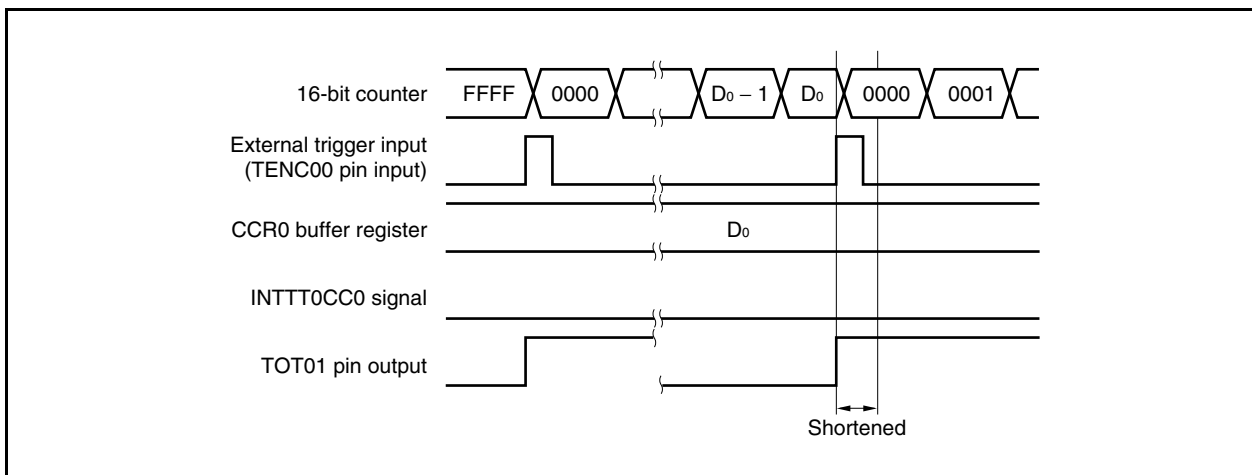 16-bit counter FFFF 0000 D0 − 1 D0 0000 0001
External trigger input
(TENC00 pin input)
CCR0 buffer register D0
INTTT0CC0 signal
TOT01 pin output
Shortened